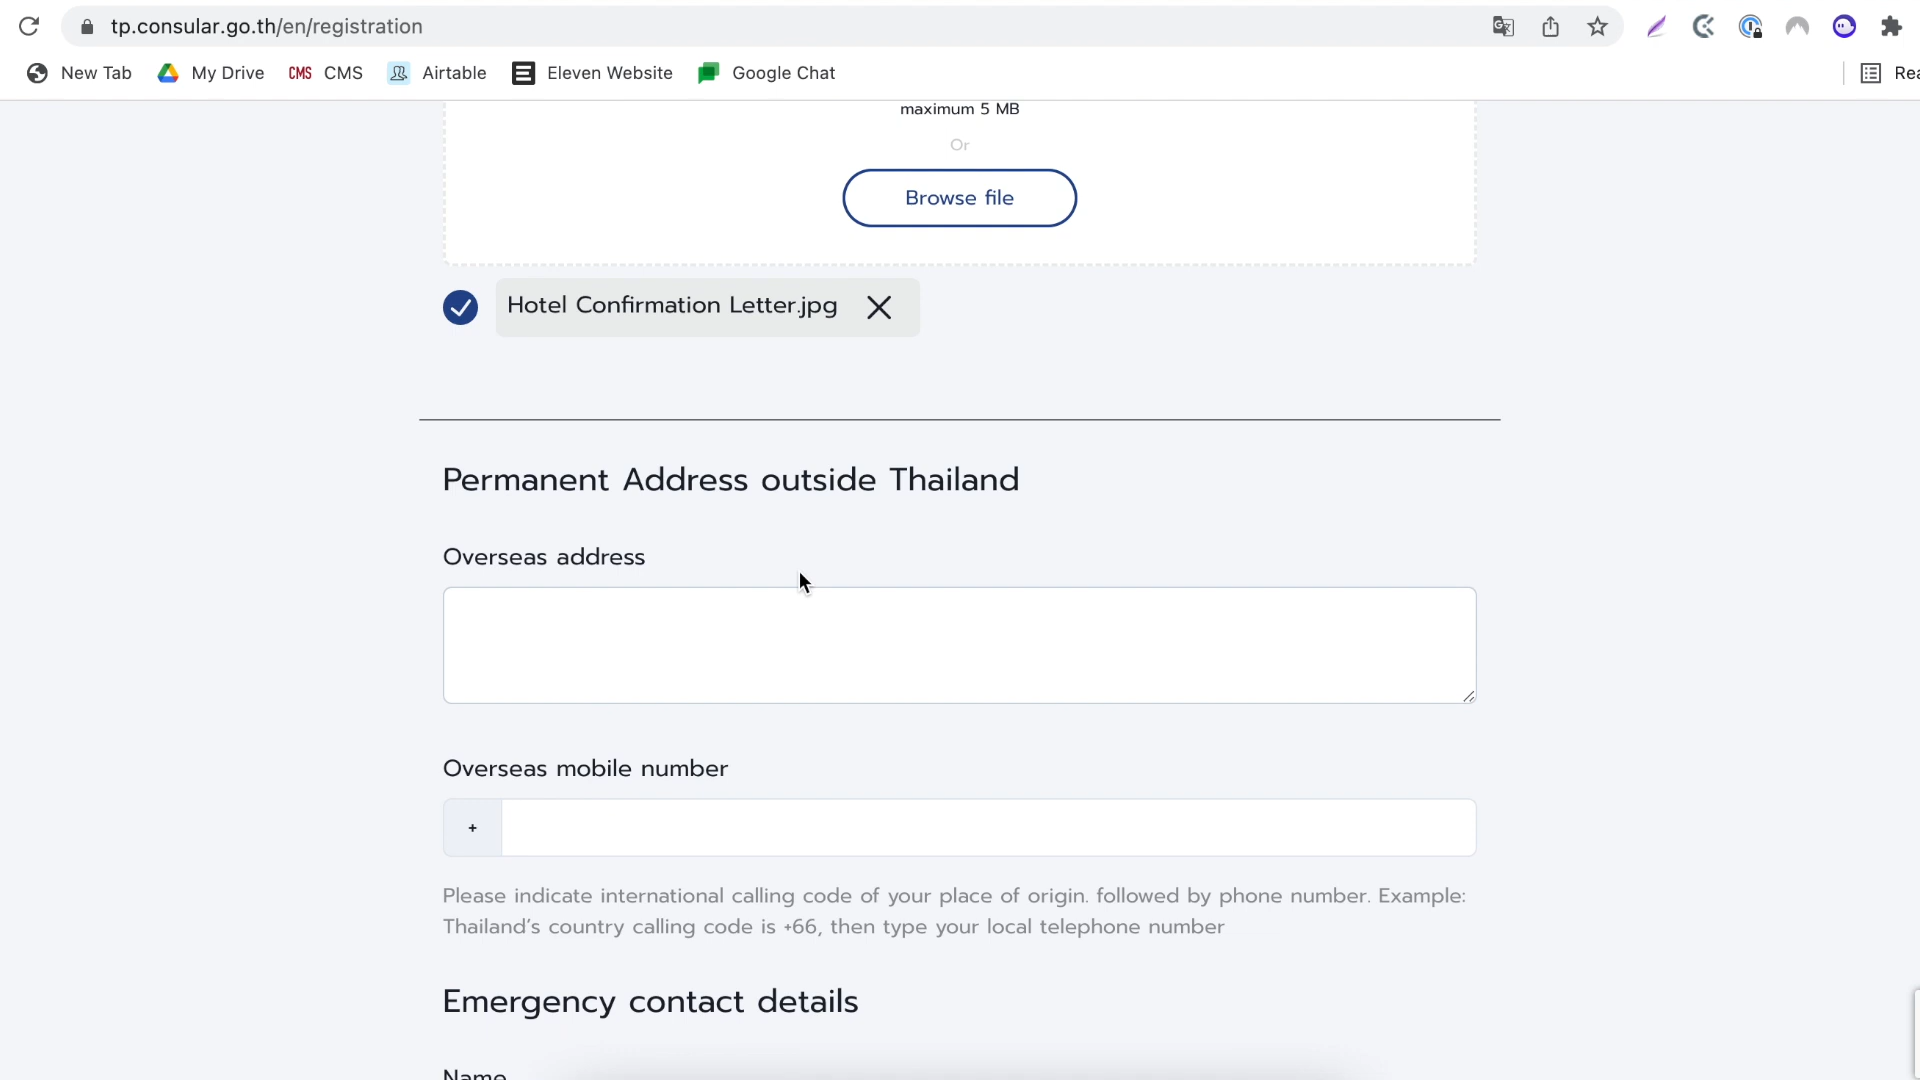 tp.consular.go.th/en/registration
New Tab My Drive CMS CMS Airtable Eleven Website Google Chat
maximum 5 MB
Or
Browse file
Hotel Confirmation Letter.jpg
Permanent Address outside Thailand
Overseas address
Overseas mobile number
+
Please indicate international calling code of your place of origin. followed by phone number. Example:
Thailand’s country calling code is +66, then type your local telephone number
Emergency contact details
Name